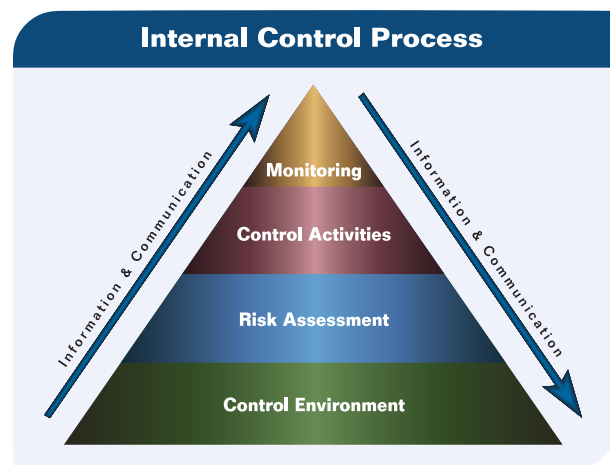 Internal Control Process
Information & Communication
Monitoring
Control Activities
Risk Assessment
Control Environment
Information & Communication